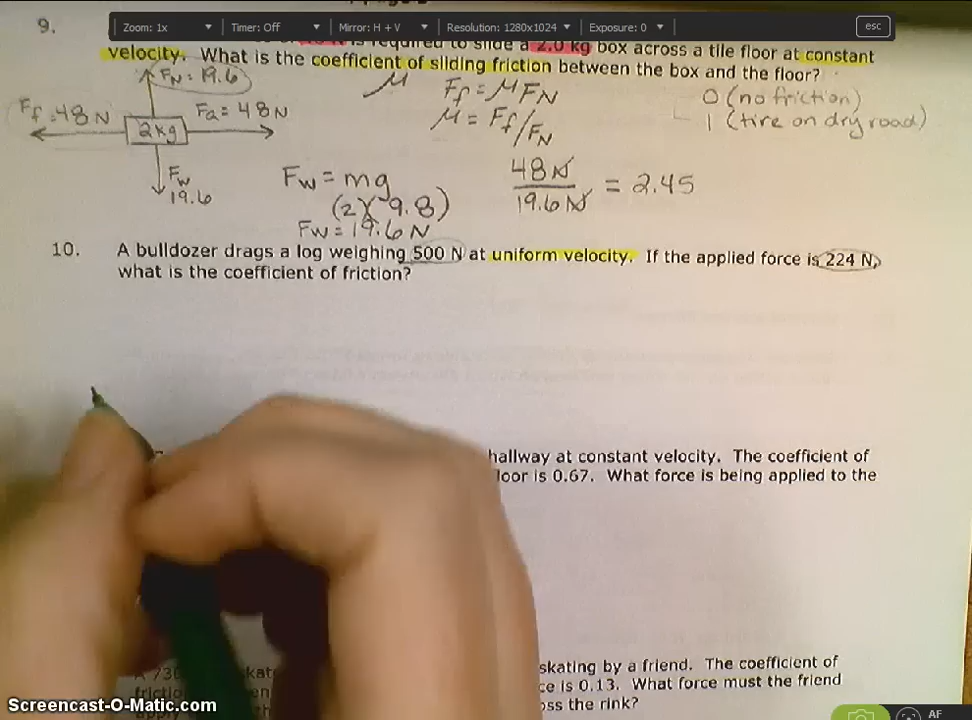 9.
Zoom: 1x Timer: Off Mirror: H + V Resolution: 1280x1024 Exposure: 0 esc
is required to slide a 2.0 kg box across a tile floor at constant
velocity. What is the coefficient of sliding friction between the box and the floor?
FN = 19.6
μ
Ff = μFN
0 (no friction)
Ff = 48 N
Fa = 48 N
μ = Ff/FN
1 (tire on dry road)
2kg
Fw
19.6
Fw = mg
(2)(-9.8)
Fw = 19.6 N
48 N
19.6 N
= 2.45
10. A bulldozer drags a log weighing 500 N at uniform velocity. If the applied force is 224 N,
what is the coefficient of friction?
hallway at constant velocity. The coefficient of
loor is 0.67. What force is being applied to the
skating by a friend. The coefficient of
ce is 0.13. What force must the friend
oss the rink?
Screencast-O-Matic.com
AF